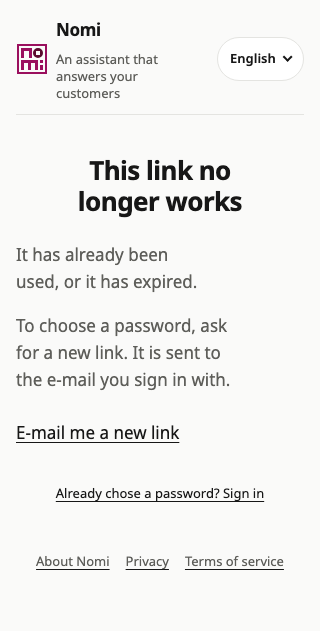 Nomi
nomi
An assistant that
answers your
customers
English
This link no
longer works
It has already been
used, or it has expired.
To choose a password, ask
for a new link. It is sent to
the e-mail you sign in with.
E-mail me a new link
Already chose a password? Sign in
About Nomi Privacy Terms of service